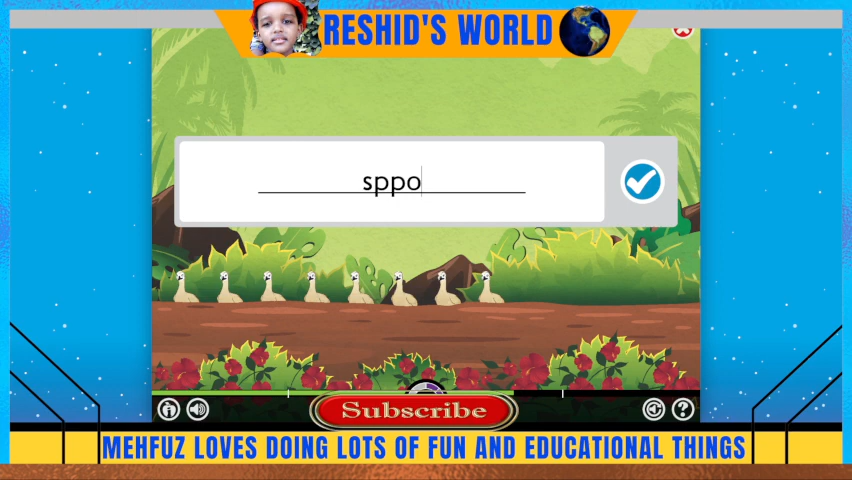 RESHID'S WORLD
sppo
Subscribe
MEHFUZ LOVES DOING LOTS OF FUN AND EDUCATIONAL THINGS